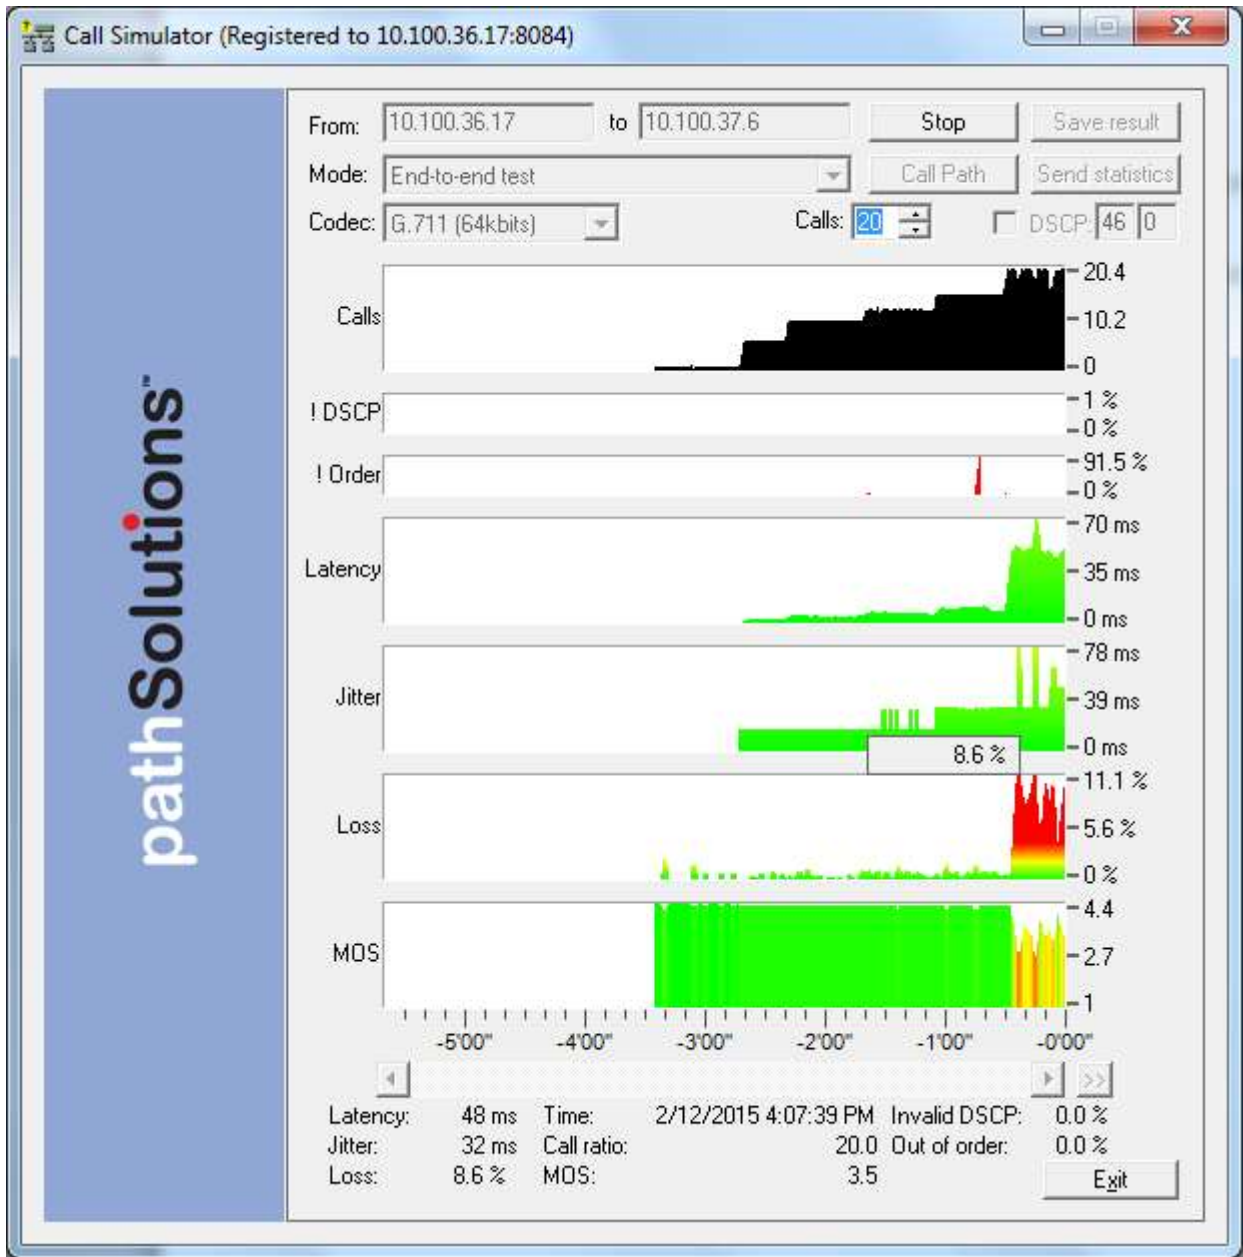 Call Simulator (Registered to 10.100.36.17:8084)
pathSolutions™
From: 10.100.36.17 to 10.100.37.6 Stop Save result
Mode: End-to-end test Call Path Send statistics
Codec: G.711 (64kbits) Calls: 20 DSCP: 46 0
Calls
20.4
10.2
0
! DSCP
1 %
0 %
! Order
91.5 %
0 %
Latency
70 ms
35 ms
0 ms
Jitter
78 ms
39 ms
0 ms
8.6 %
Loss
11.1 %
5.6 %
0 %
MOS
4.4
2.7
1
-5'00" -4'00" -3'00" -2'00" -1'00" -0'00"
>>
Latency: 48 ms Time: 2/12/2015 4:07:39 PM Invalid DSCP: 0.0 %
Jitter: 32 ms Call ratio: 20.0 Out of order: 0.0 %
Loss: 8.6 % MOS: 3.5 Exit